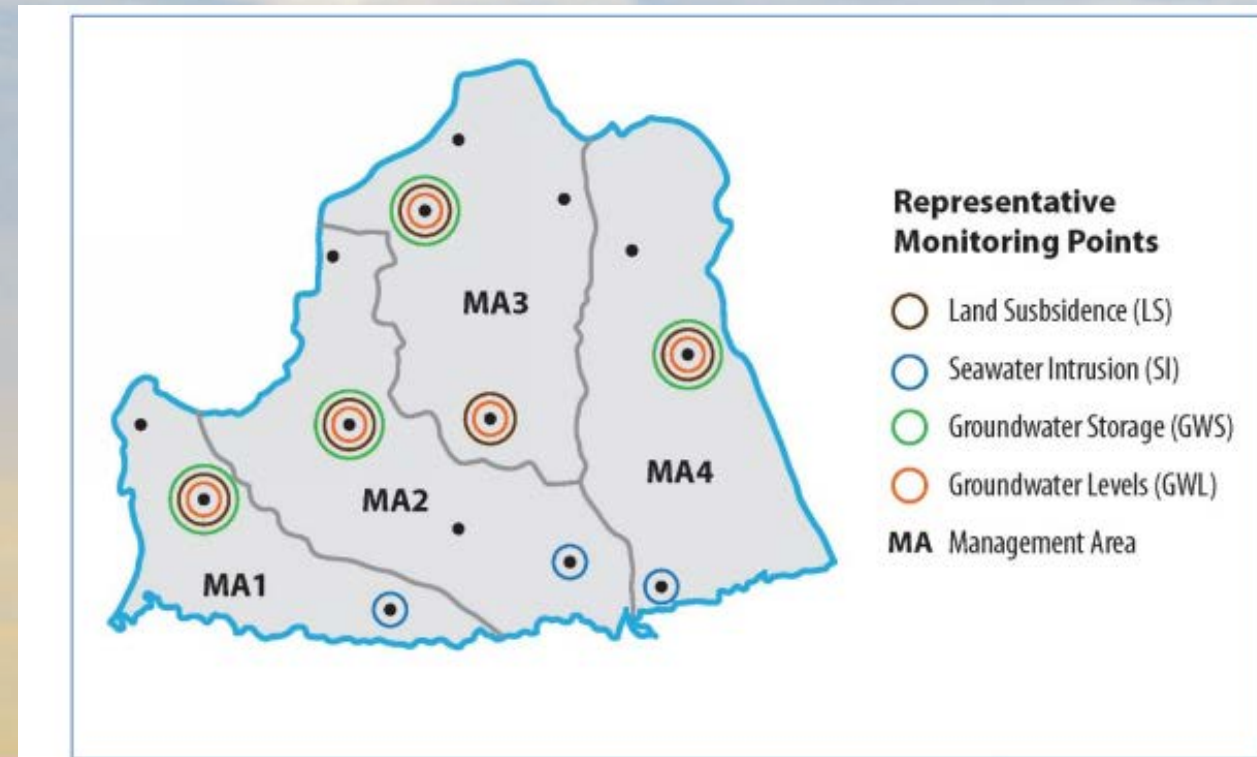 MA3
MA4
MA2
MA1
Representative
Monitoring Points
Land Susbsidence (LS)
Seawater Intrusion (SI)
Groundwater Storage (GWS)
Groundwater Levels (GWL)
MA Management Area